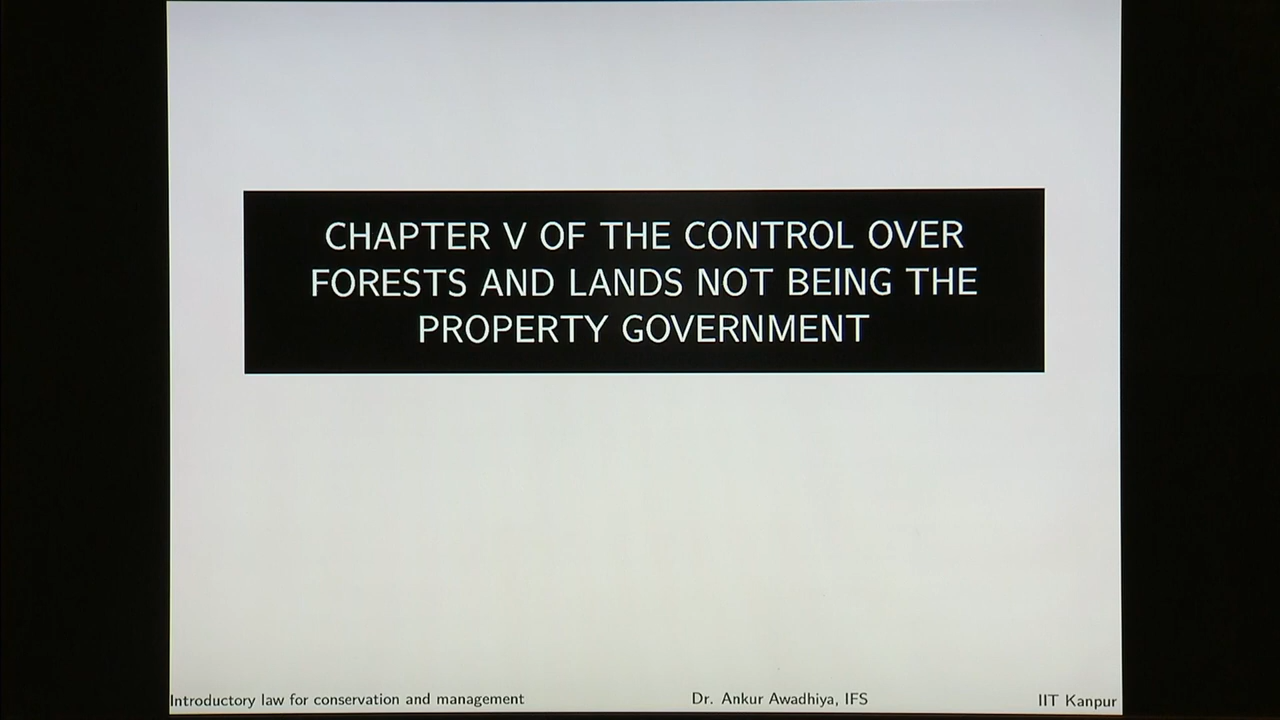 CHAPTER V OF THE CONTROL OVER
FORESTS AND LANDS NOT BEING THE
PROPERTY GOVERNMENT
Introductory law for conservation and management Dr. Ankur Awadhiya, IFS IIT Kanpur